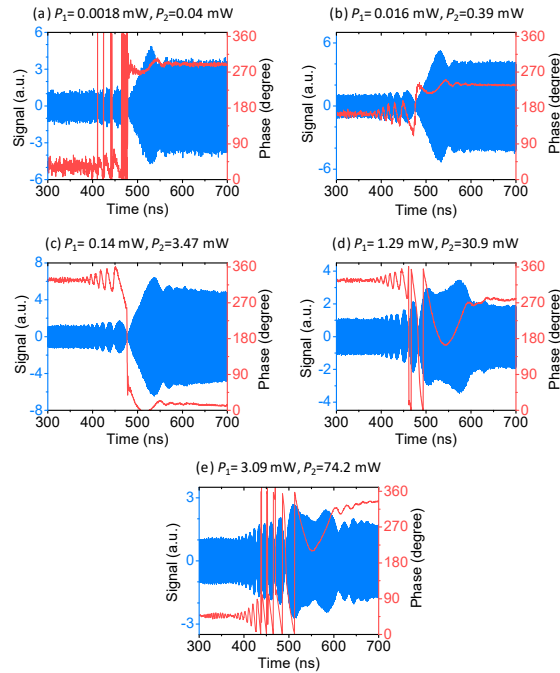 (a) P1= 0.0018 mW, P2=0.04 mW
Signal (a.u.)
6
3
0
-3
-6
360
270
180
90
0
Phase (degree)
300 400 500 600 700
Time (ns)
(b) P1= 0.016 mW, P2=0.39 mW
Signal (a.u.)
6
3
0
-3
-6
360
270
180
90
0
Phase (degree)
300 400 500 600 700
Time (ns)
(c) P1= 0.14 mW, P2=3.47 mW
Signal (a.u.)
8
4
0
-4
-8
360
270
180
90
0
Phase (degree)
300 400 500 600 700
Time (ns)
(d) P1= 1.29 mW, P2=30.9 mW
Signal (a.u.)
4
2
0
-2
-4
360
270
180
90
0
Phase (degree)
300 400 500 600 700
Time (ns)
(e) P1= 3.09 mW, P2=74.2 mW
Signal (a.u.)
3
0
-3
360
270
180
90
0
Phase (degree)
300 400 500 600 700
Time (ns)